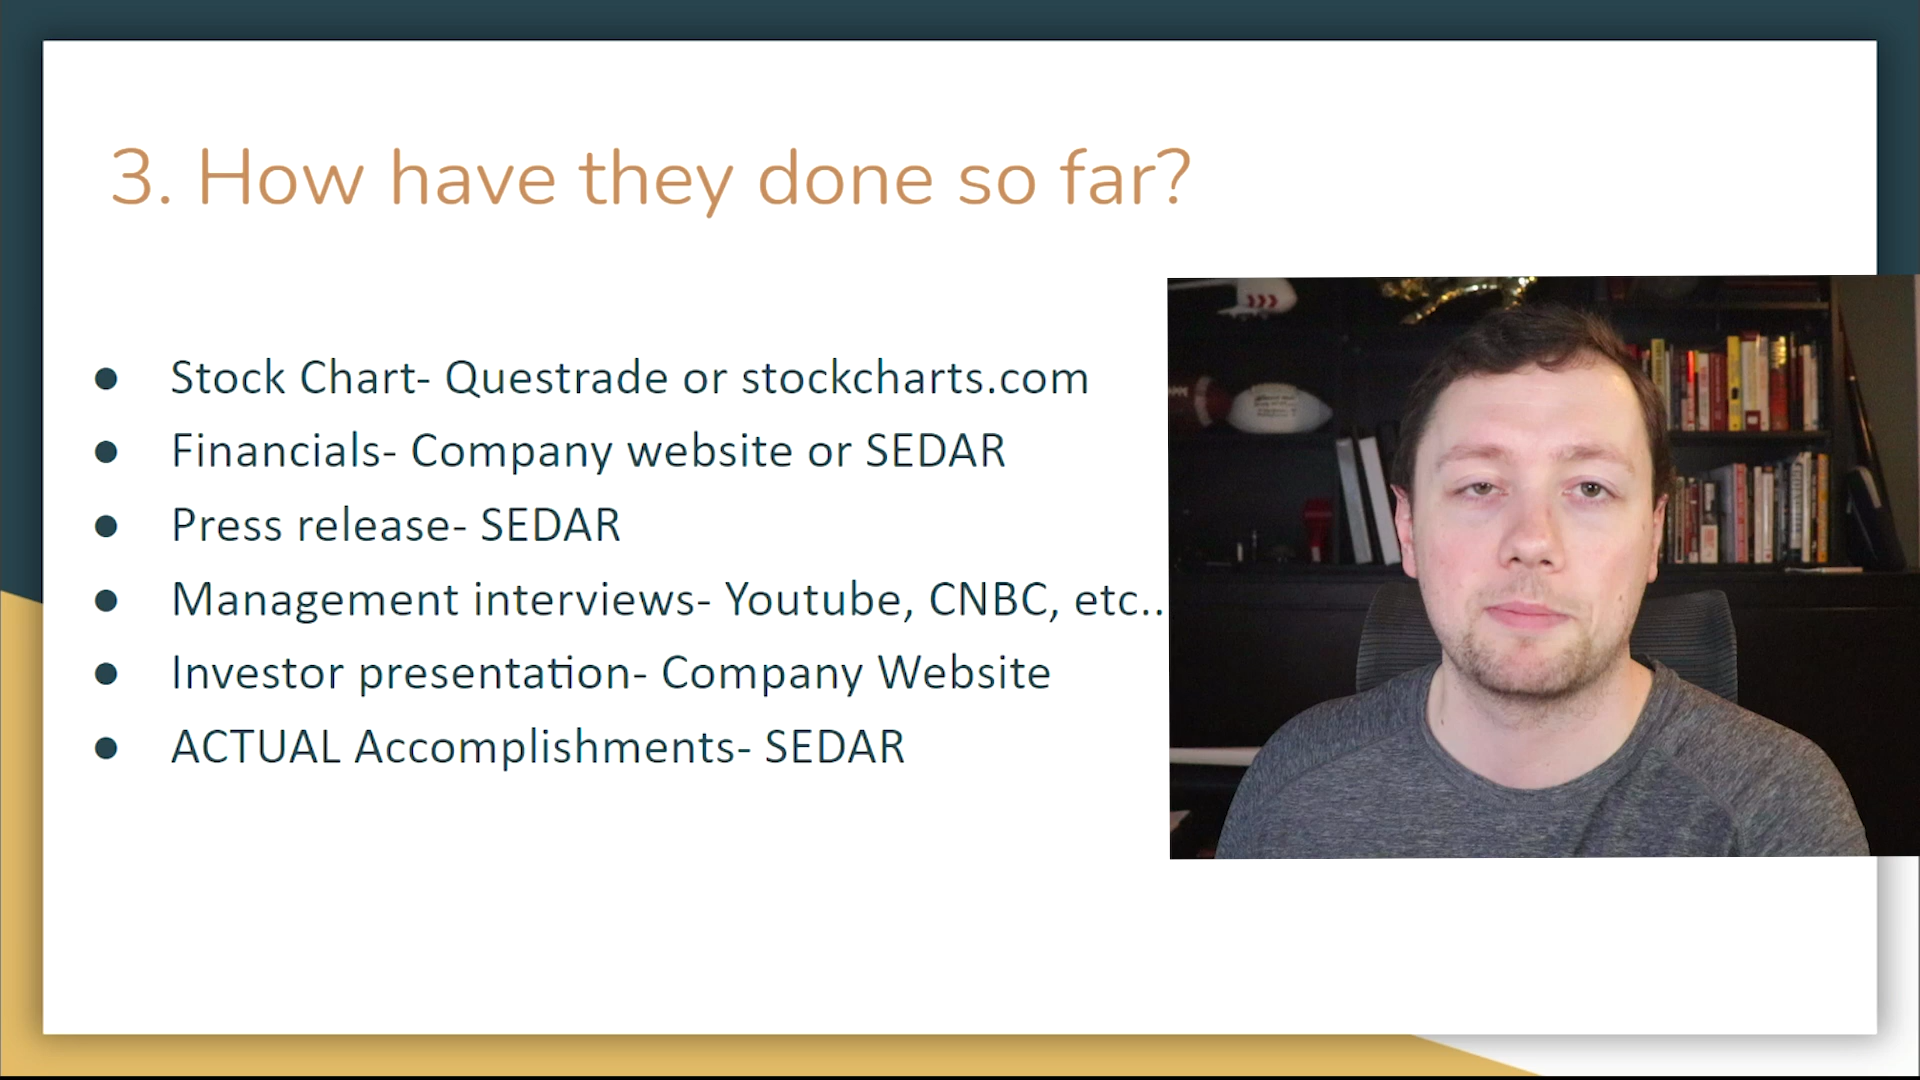 3. How have they done so far?
● Stock Chart- Questrade or stockcharts.com
● Financials- Company website or SEDAR
● Press release- SEDAR
● Management interviews- Youtube, CNBC, etc..
● Investor presentation- Company Website
● ACTUAL Accomplishments- SEDAR